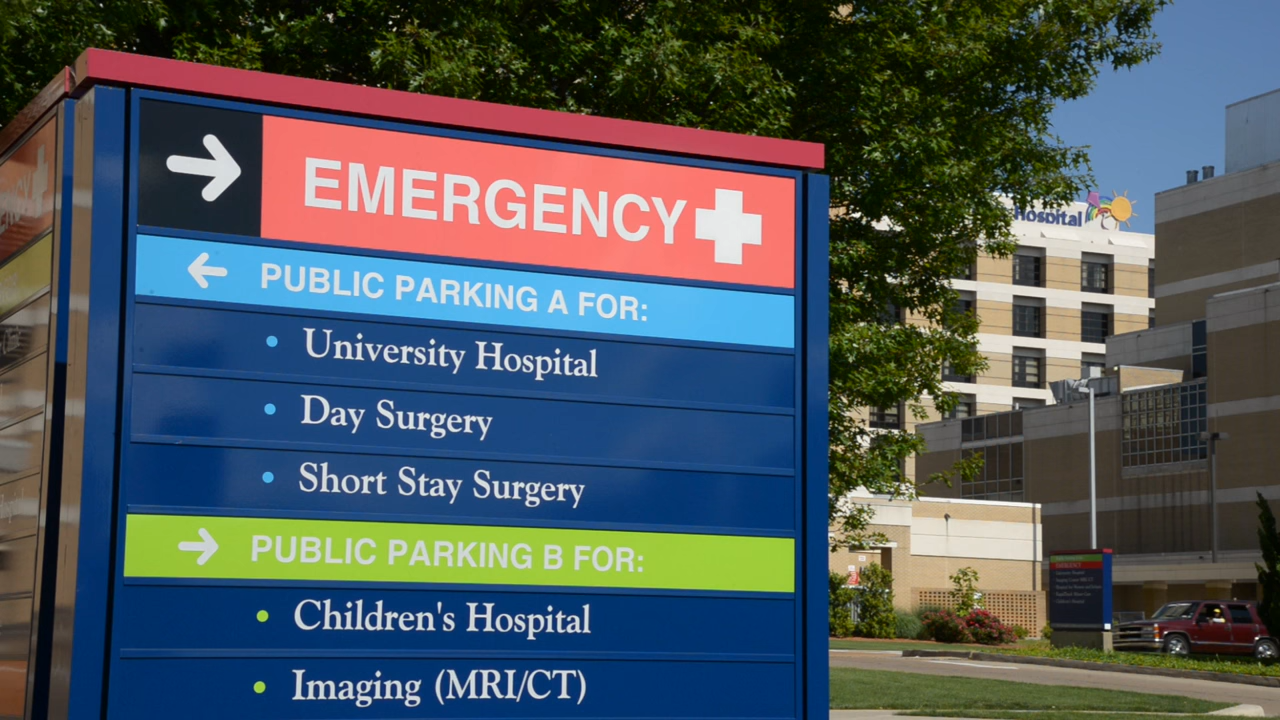 EMERGENCY
PUBLIC PARKING A FOR:
• University Hospital
• Day Surgery
• Short Stay Surgery
PUBLIC PARKING B FOR:
• Children's Hospital
• Imaging (MRI/CT)
Hospital
EMERGENCY